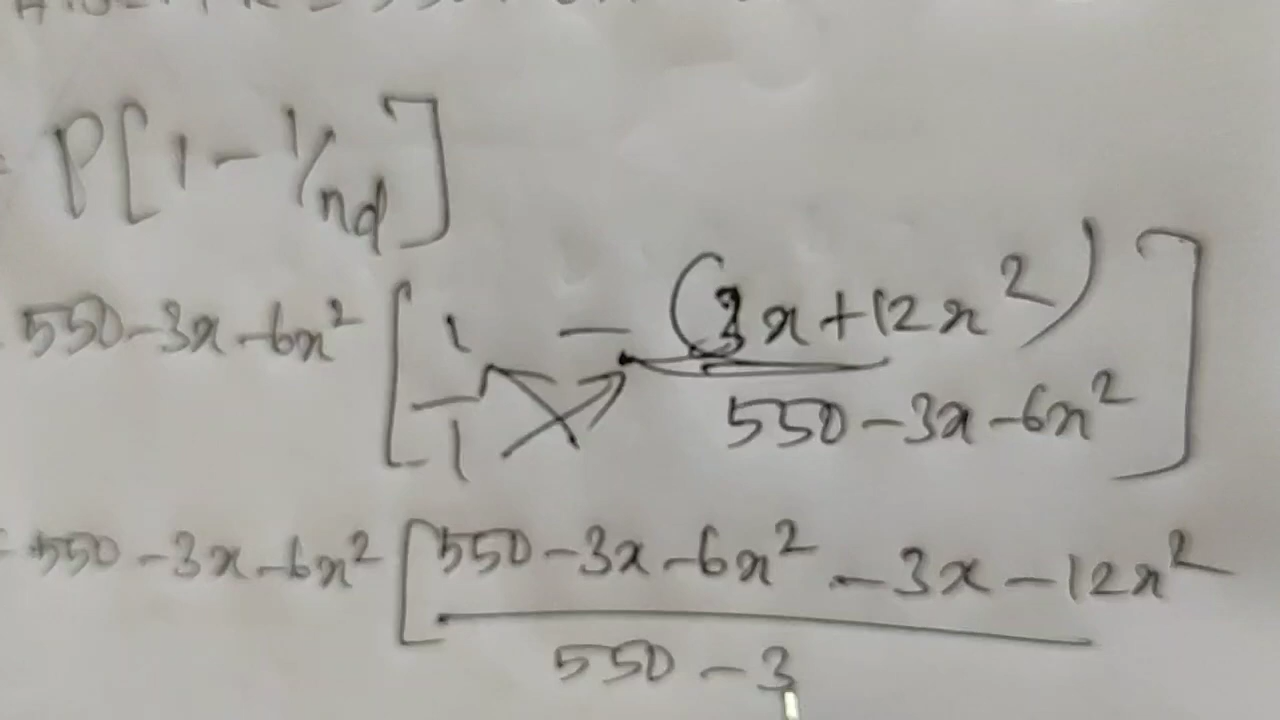 P[1 - 1/nd]
550-3x-6x² [1/1 - (3x+12x²)/550-3x-6x²]
= 550-3x-6x² [550-3x-6x² - 3x - 12x²
550 - 3